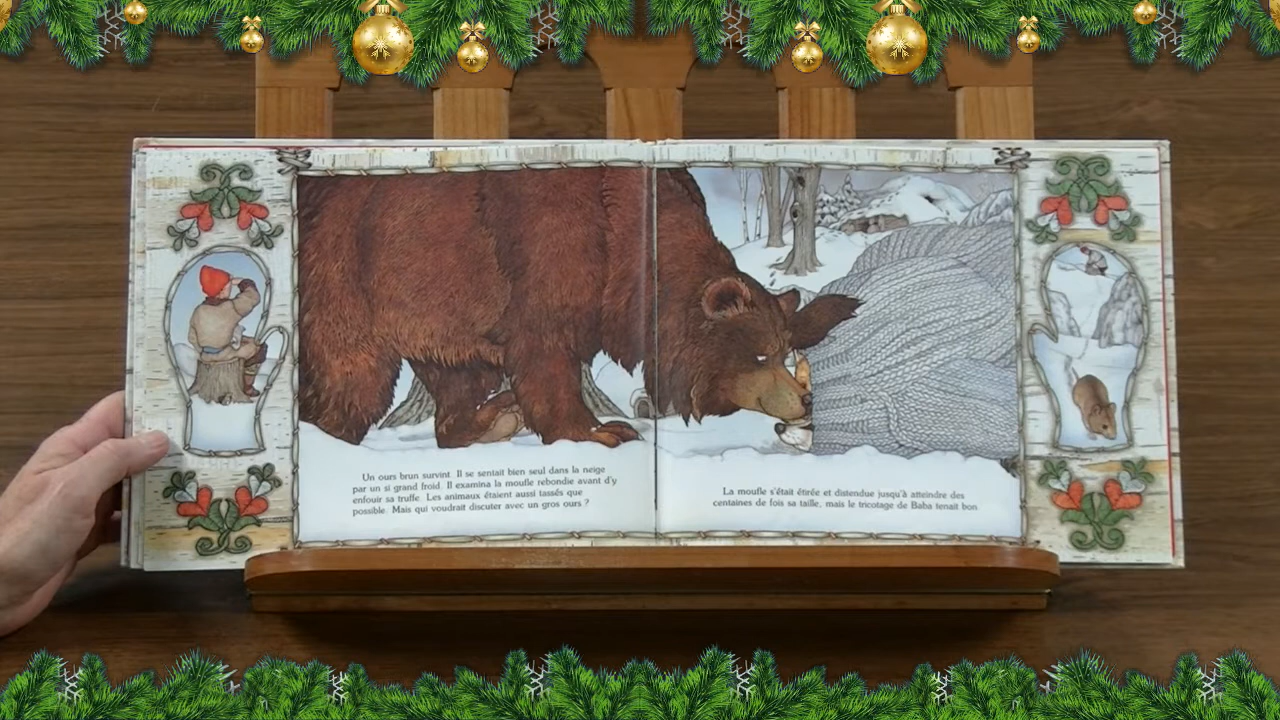 Un ours brun survint. Il se sentait bien seul dans la neige
par un si grand froid. Il examina la moufle rebondie avant d'y
enfouir sa truffe. Les animaux étaient aussi tassés que
possible. Mais qui voudrait discuter avec un gros ours ?
La moufle s'était étirée et distendue jusqu'à atteindre des
centaines de fois sa taille, mais le tricotage de Baba tenait bon